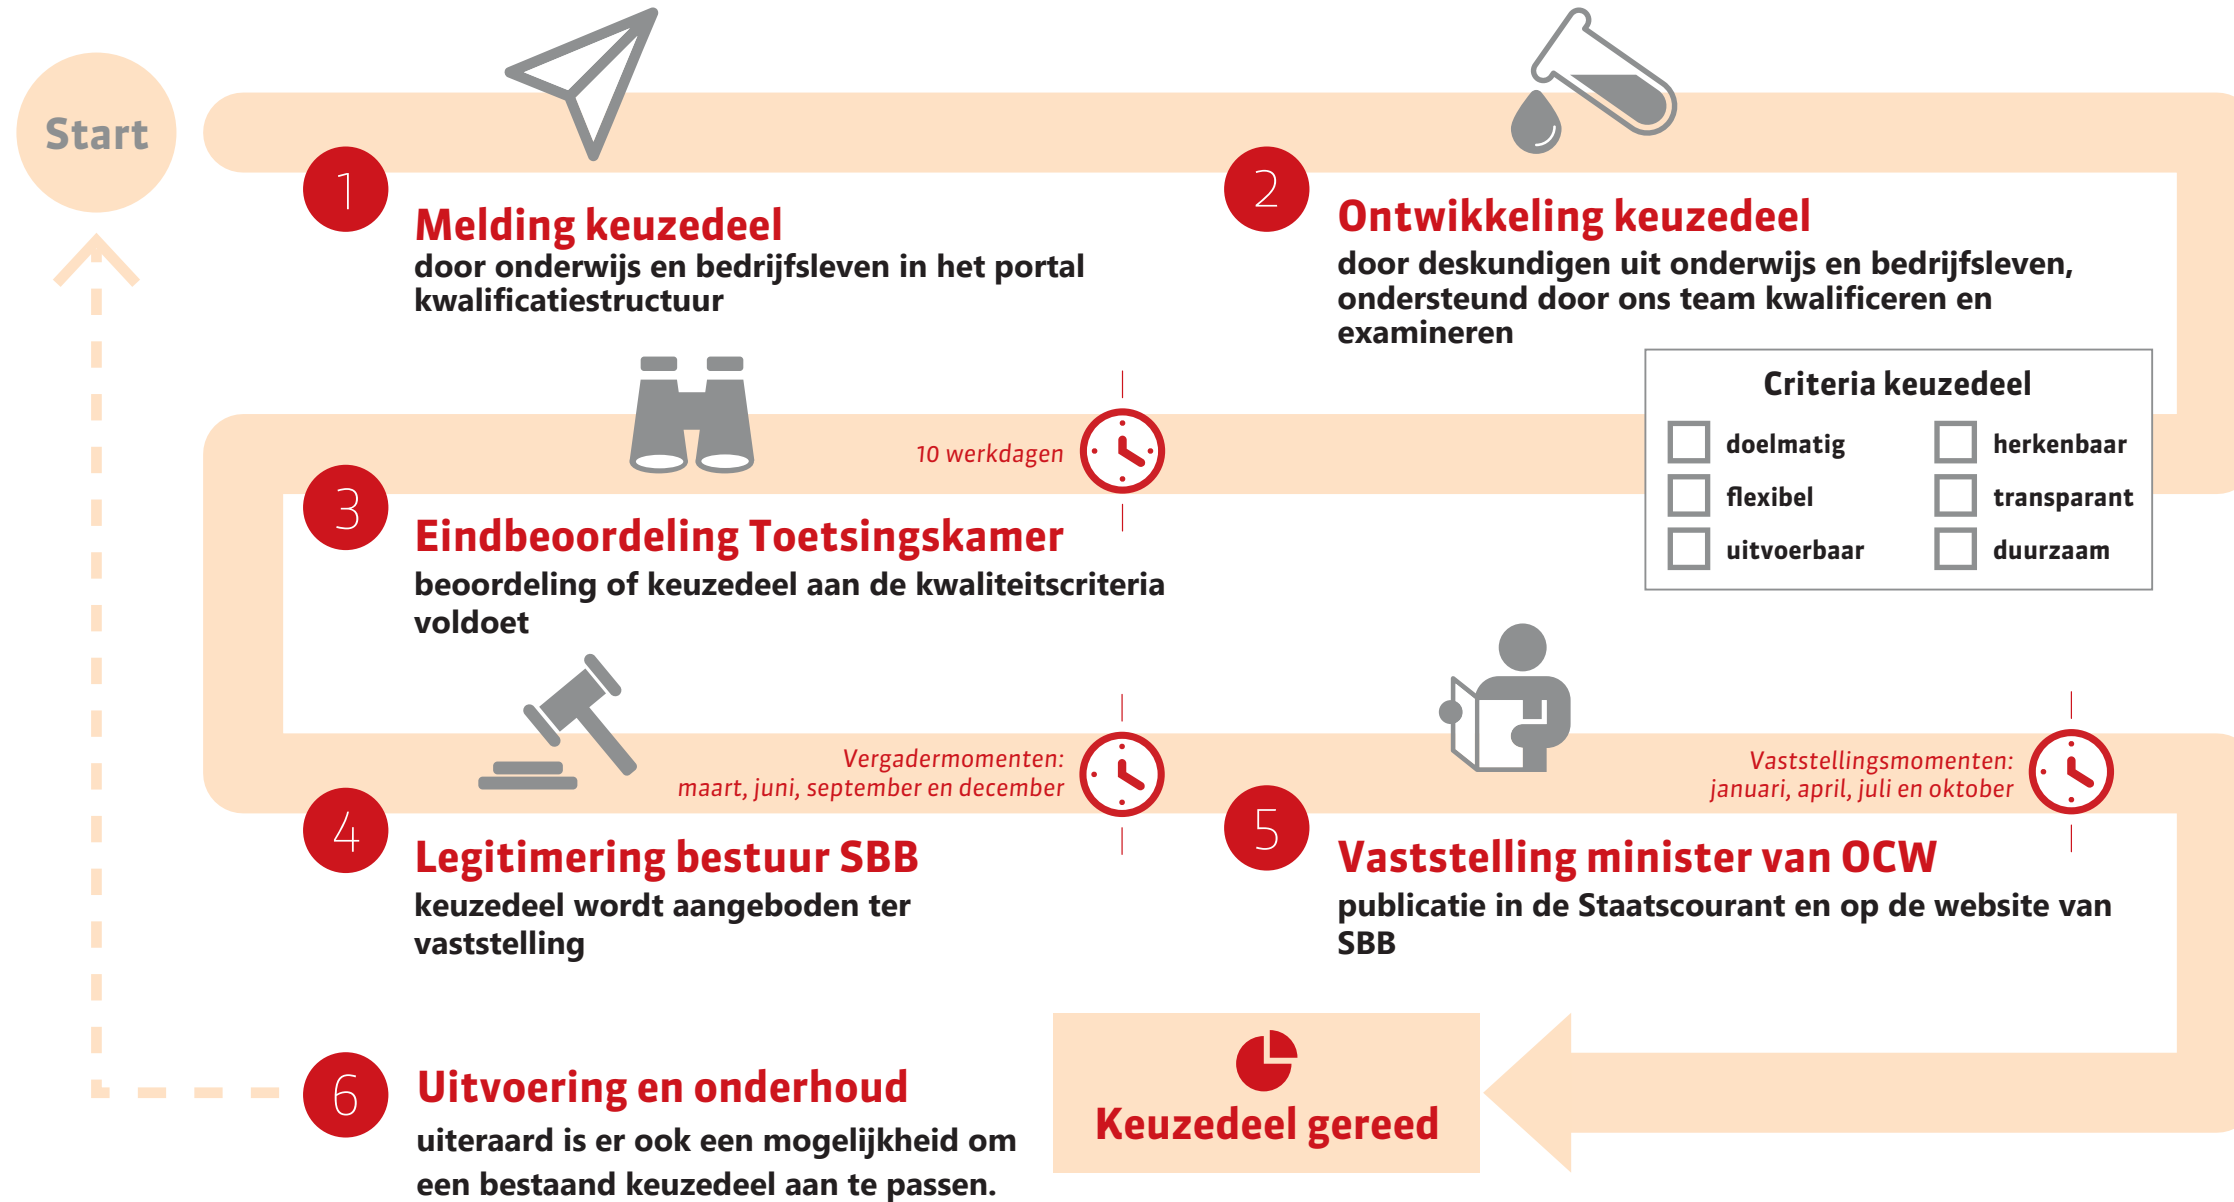 Start
1
Melding keuzedeel
door onderwijs en bedrijfsleven in het portal
kwalificatiestructuur
2
Ontwikkeling keuzedeel
door deskundigen uit onderwijs en bedrijfsleven,
ondersteund door ons team kwalificeren en
examineren
Criteria keuzedeel
doelmatig
herkenbaar
flexibel
transparant
uitvoerbaar
duurzaam
10 werkdagen
3
Eindbeoordeling Toetsingskamer
beoordeling of keuzedeel aan de kwaliteitscriteria
voldoet
Vergadermomenten:
maart, juni, september en december
4
Legitimering bestuur SBB
keuzedeel wordt aangeboden ter
vaststelling
Vaststellingsmomenten:
januari, april, juli en oktober
5
Vaststelling minister van OCW
publicatie in de Staatscourant en op de website van
SBB
6
Uitvoering en onderhoud
uiteraard is er ook een mogelijkheid om
een bestaand keuzedeel aan te passen.
Keuzedeel gereed